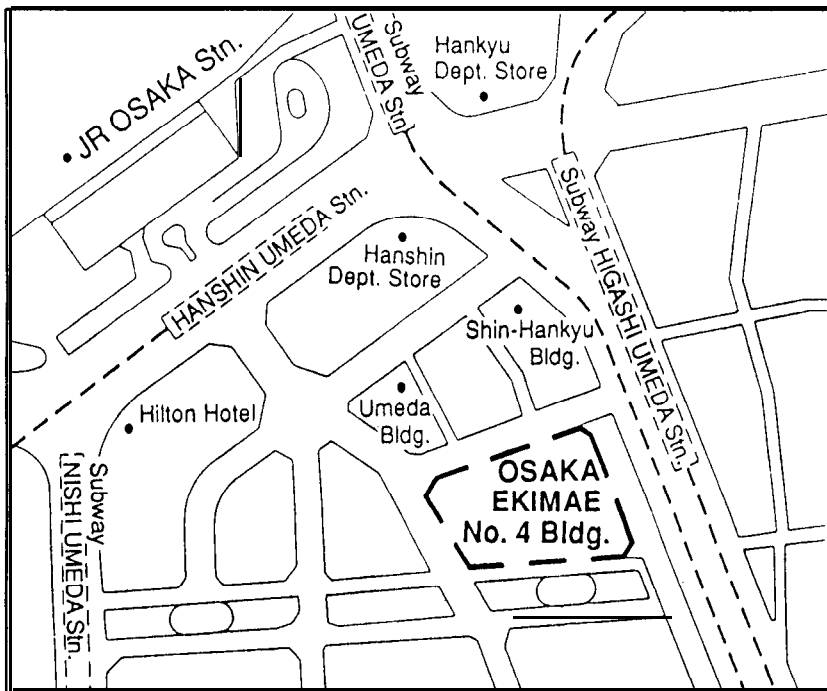 JR OSAKA Stn.
Subway
UMEDA Stn.
Hankyu
Dept. Store
HANSHIN UMEDA Stn.
Hanshin
Dept. Store
Subway HIGASHI UMEDA Stn.
Shin-Hankyu
Bldg.
Hilton Hotel
Umeda
Bldg.
Subway
NISHI UMEDA Stn.
OSAKA
EKIMAE
No. 4 Bldg.